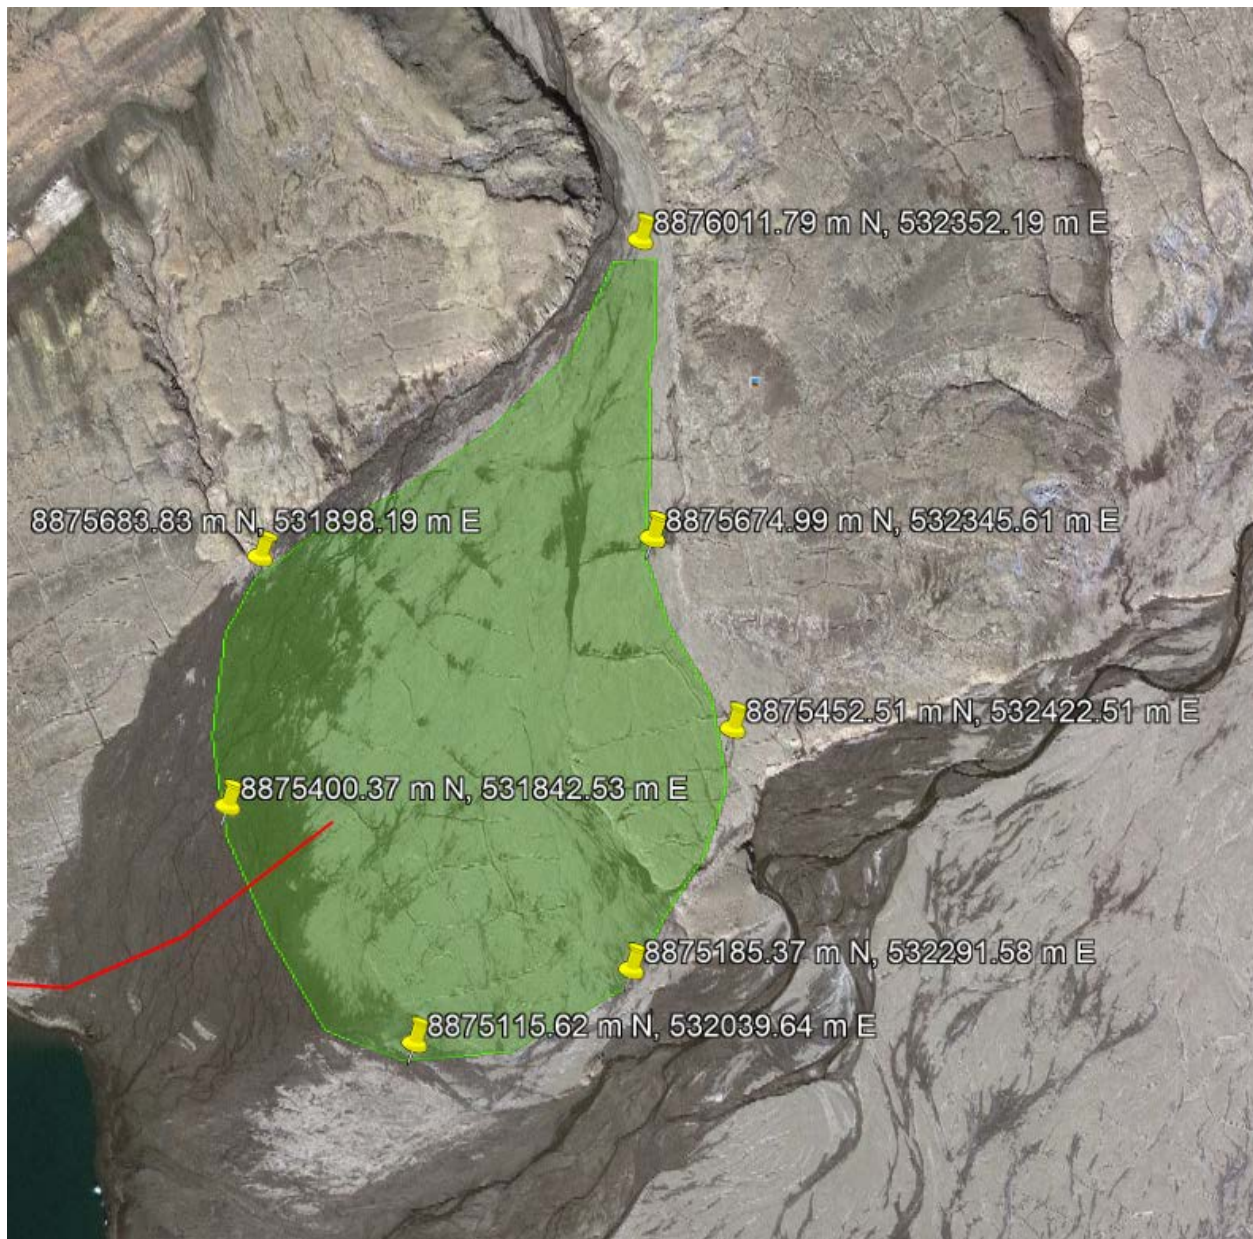 8876011.79 m N, 532352.19 m E
8875683.83 m N, 531898.19 m E
8875674.99 m N, 532345.61 m E
8875452.51 m N, 532422.51 m E
8875400.37 m N, 531842.53 m E
8875185.37 m N, 532291.58 m E
8875115.62 m N, 532039.64 m E